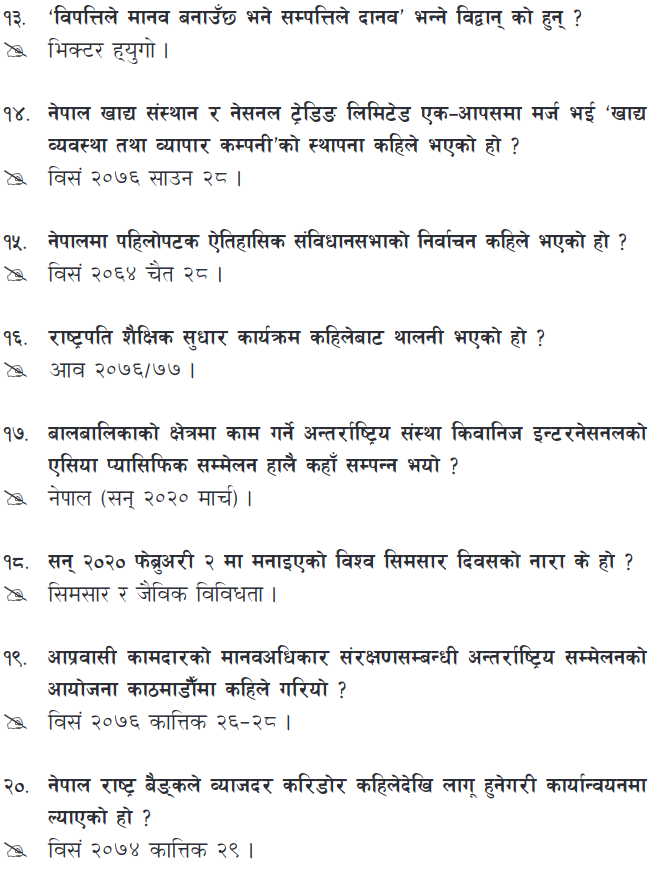 १३. ‘विपत्तिले मानव बनाउँछ भने सम्पत्तिले दानव’ भन्ने विद्वान् को हुन् ?
भिक्टर ह्युगो ।
१४. नेपाल खाद्य संस्थान र नेसनल ट्रेडिङ लिमिटेड एक–आपसमा मर्ज भई ‘खाद्य
व्यवस्था तथा व्यापार कम्पनी’को स्थापना कहिले भएको हो ?
विसं २०७६ साउन २८ ।
१५. नेपालमा पहिलोपटक ऐतिहासिक संविधानसभाको निर्वाचन कहिले भएको हो ?
विसं २०६४ चैत २८ ।
१६. राष्ट्रपति शैक्षिक सुधार कार्यक्रम कहिलेबाट थालनी भएको हो ?
आव २०७६/७७ ।
१७. बालबालिकाको क्षेत्रमा काम गर्ने अन्तर्राष्ट्रिय संस्था किवानिज इन्टरनेसनलको
एसिया प्यासिफिक सम्मेलन हालै कहाँ सम्पन्न भयो ?
नेपाल (सन् २०२० मार्च) ।
१८. सन् २०२० फेब्रुअरी २ मा मनाइएको विश्व सिमसार दिवसको नारा के हो ?
सिमसार र जैविक विविधता ।
१९. आप्रवासी कामदारको मानवअधिकार संरक्षणसम्बन्धी अन्तर्राष्ट्रिय सम्मेलनको
आयोजना काठमाडौँमा कहिले गरियो ?
विसं २०७६ कात्तिक २६–२८ ।
२०. नेपाल राष्ट्र बैङ्कले व्याजदर करिडोर कहिलेदेखि लागू हुनेगरी कार्यान्वयनमा
ल्याएको हो ?
विसं २०७४ कात्तिक २९ ।